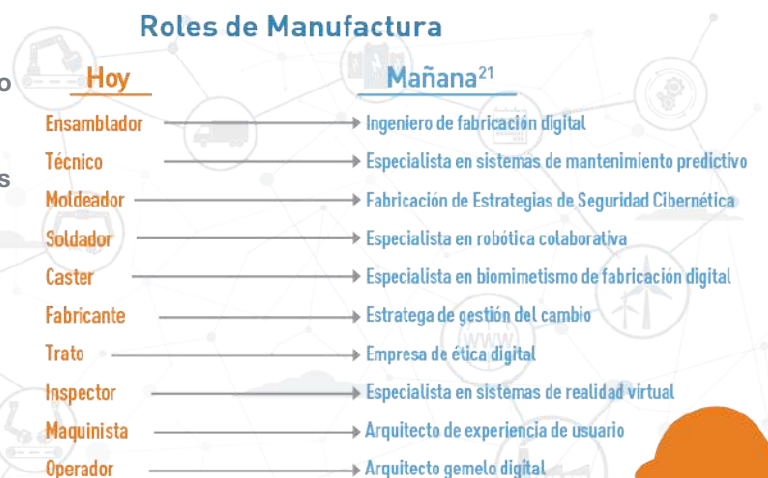 Roles de Manufactura
o
s
Hoy Mañana²¹
Ensamblador Ingeniero de fabricación digital
Técnico Especialista en sistemas de mantenimiento predictivo
Moldeador Fabricación de Estrategias de Seguridad Cibernética
Soldador Especialista en robótica colaborativa
Caster Especialista en biomimetismo de fabricación digital
Fabricante Estratega de gestión del cambio
WWW
Trato Empresa de ética digital
Inspector Especialista en sistemas de realidad virtual
Maquinista Arquitecto de experiencia de usuario
Operador Arquitecto gemelo digital